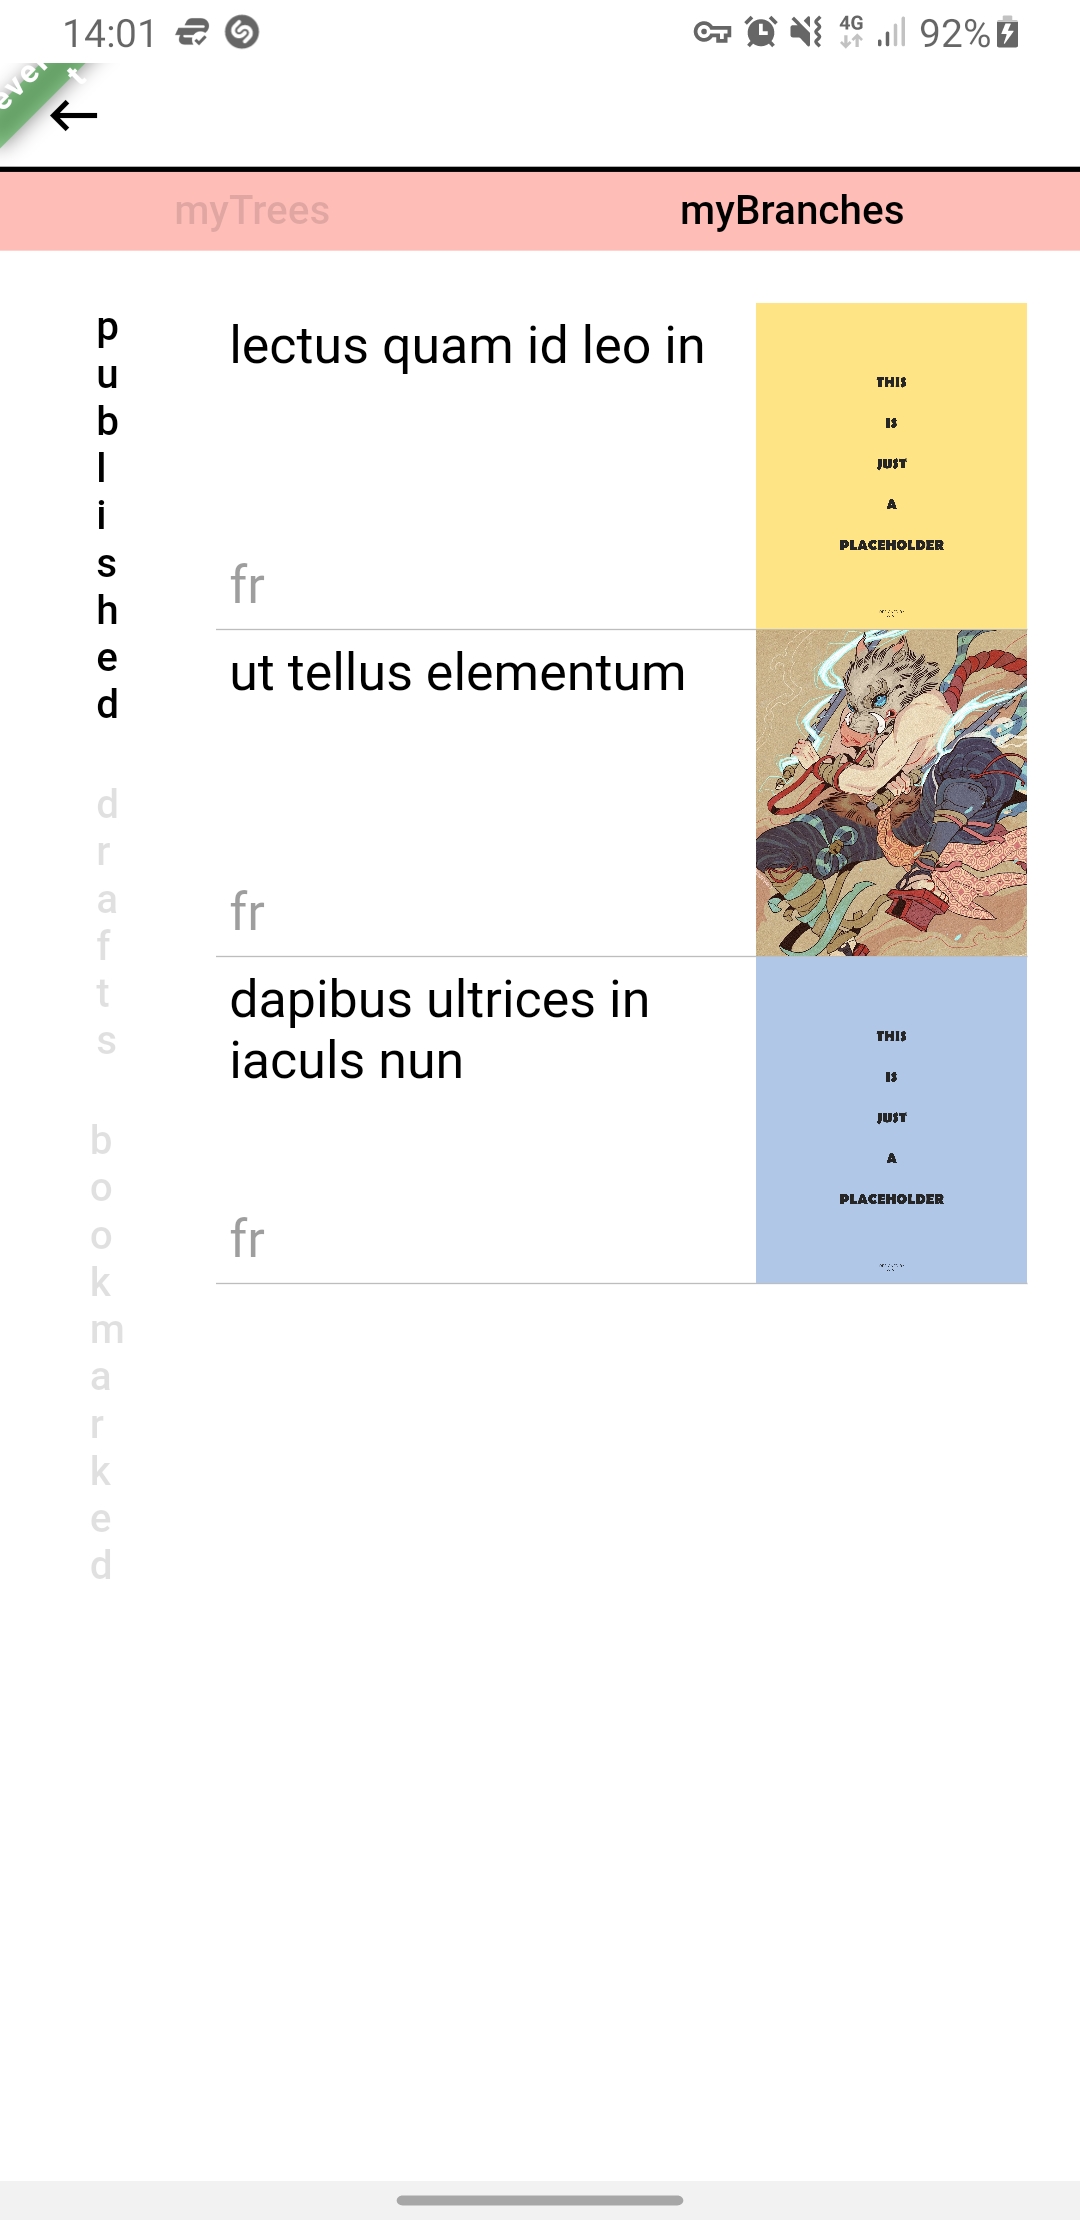 14:01
4G
92%
myTrees
myBranches
published
drafts
bookmarked
lectus quam id leo in
fr
THIS
IS
JUST
A
PLACEHOLDER
ut tellus elementum
fr
dapibus ultrices in
iaculs nun
fr
THIS
IS
JUST
A
PLACEHOLDER